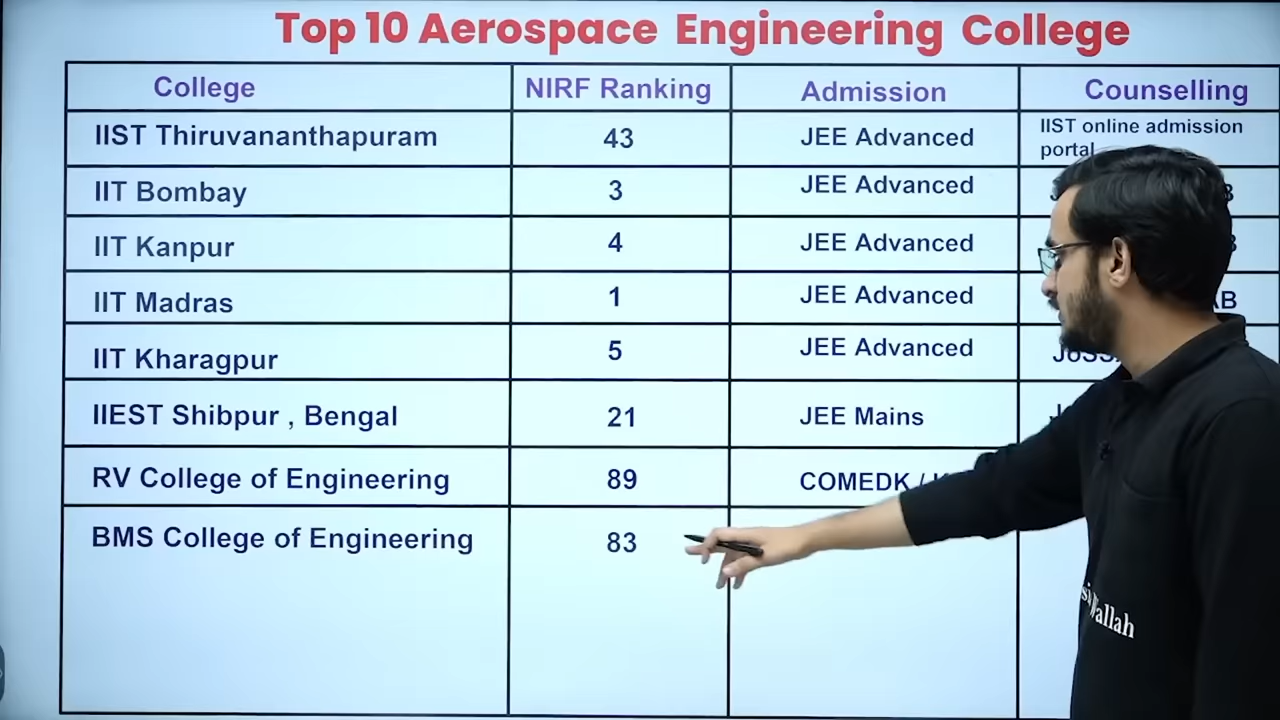 Top 10 Aerospace Engineering College
College NIRF Ranking Admission Counselling
IIST Thiruvananthapuram 43 JEE Advanced IIST online admission
portal
IIT Bombay 3 JEE Advanced
IIT Kanpur 4 JEE Advanced
IIT Madras 1 JEE Advanced
IIT Kharagpur 5 JEE Advanced
IIEST Shibpur , Bengal 21 JEE Mains
RV College of Engineering 89 COMEDK /
BMS College of Engineering 83